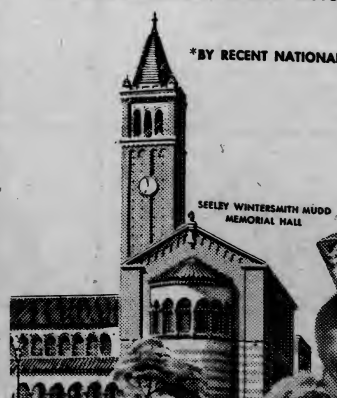 *BY RECENT NATIONAL
SEELEY WINTERSMITH MUDD
MEMORIAL HALL